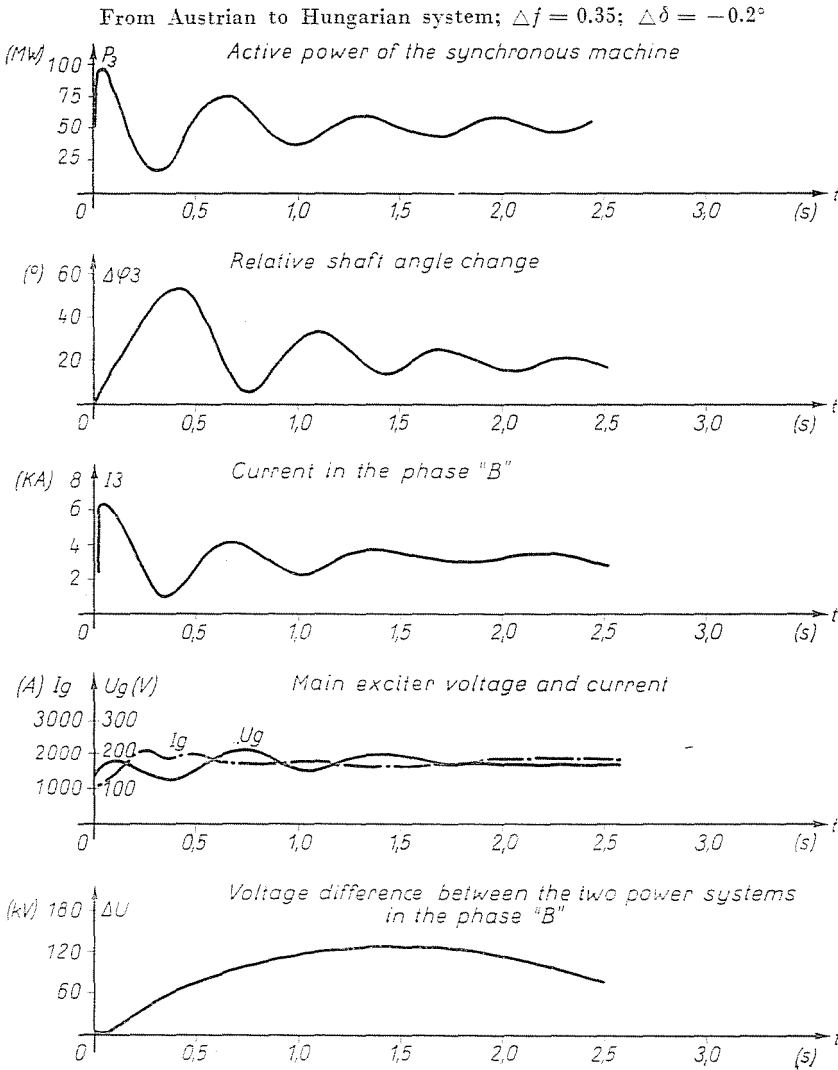 From Austrian to Hungarian system; △f = 0.35; △δ = −0.2°
Active power of the synchronous machine
(MW) P3
100
75
50
25
0 0,5 1,0 1,5 2,0 2,5 3,0 (s) t
Relative shaft angle change
(°) 60 Δφ3
40
20
0 0,5 1,0 1,5 2,0 2,5 3,0 (s) t
Current in the phase "B"
(KA) 8 I3
6
4
2
0 0,5 1,0 1,5 2,0 2,5 3,0 (s) t
Main exciter voltage and current
(A) Ig Ug (V)
3000 300
2000 200 Ig Ug
1000 100
0 0,5 1,0 1,5 2,0 2,5 3,0 (s) t
Voltage difference between the two power systems
in the phase "B"
(kV) 180 ΔU
120
60
0 0,5 1,0 1,5 2,0 2,5 3,0 (s) t